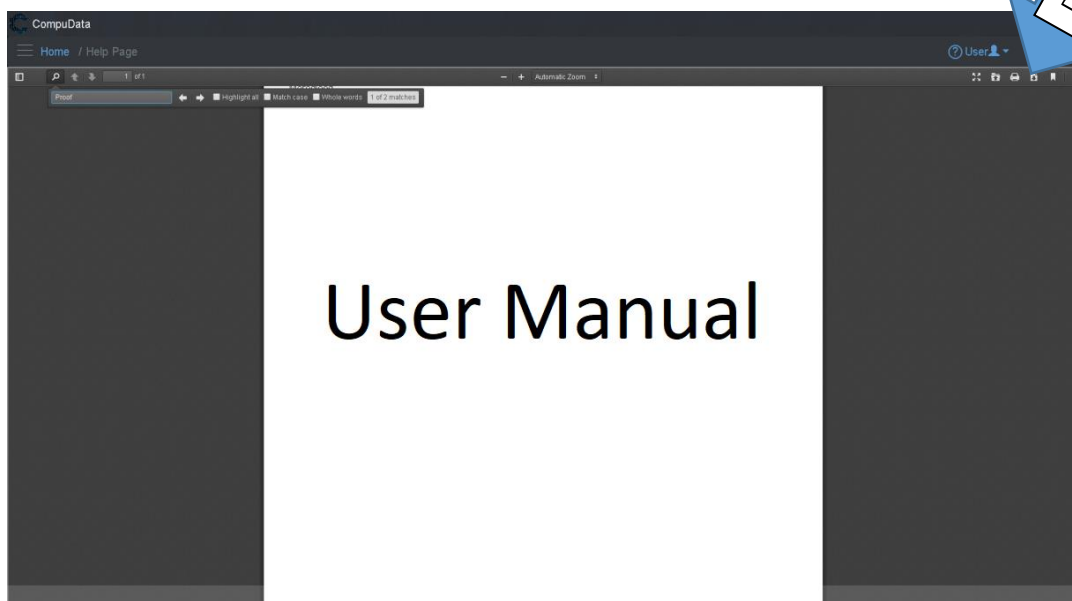 CompuData
Home / Help Page
User
1 of 1
Automatic Zoom
Proof
Highlight all Match case Whole words 1 of 2 matches
User Manual